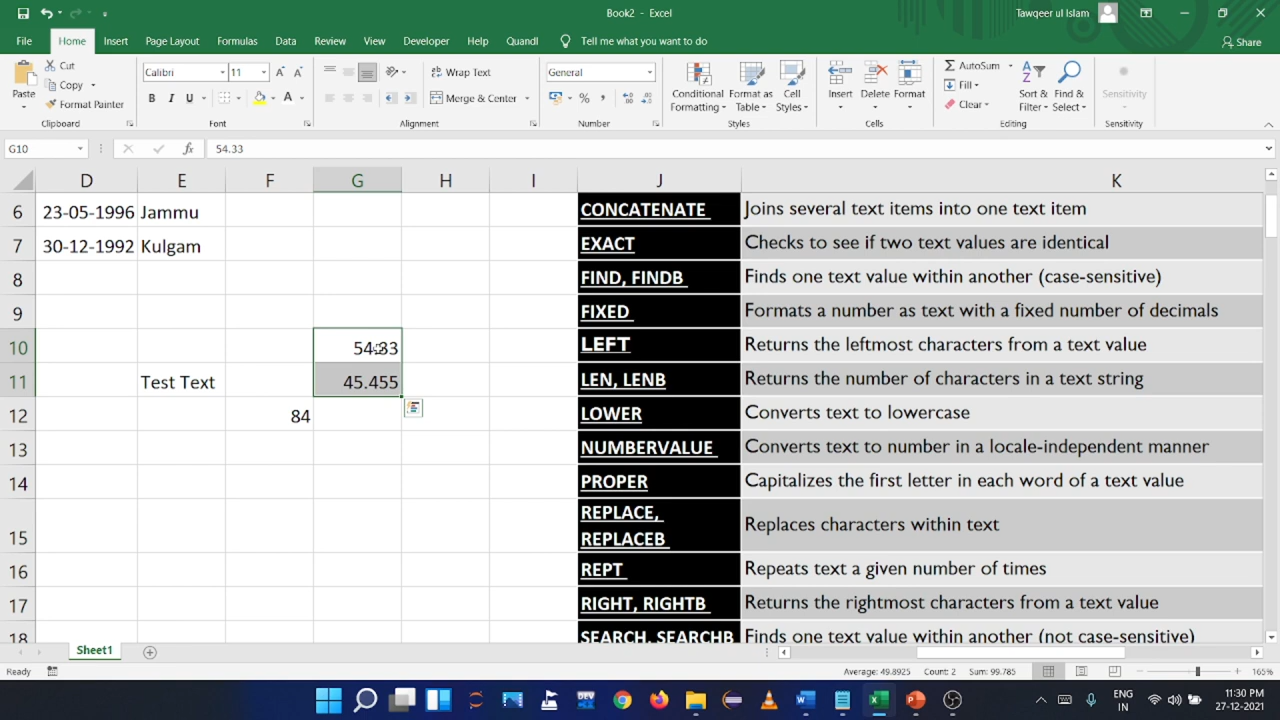 Book2 - Excel
Tawqeer ul Islam
File Home Insert Page Layout Formulas Data Review View Developer Help Quandl Tell me what you want to do Share
Paste
Cut
Copy
Format Painter
Clipboard
Calibri 11
B I U
A
Font
Wrap Text
Merge & Center
Alignment
General
%
,
Number
Conditional Formatting
Format as Table
Cell Styles
Styles
Insert
Delete
Format
Cells
AutoSum
Fill
Clear
Sort & Filter
Find & Select
Editing
Sensitivity
Sensitivity
G10 fx 54.33
D E F G H I J K
6 23-05-1996 Jammu CONCATENATE Joins several text items into one text item
7 30-12-1992 Kulgam EXACT Checks to see if two text values are identical
8 FIND, FINDB Finds one text value within another (case-sensitive)
9 FIXED Formats a number as text with a fixed number of decimals
10 54.33 LEFT Returns the leftmost characters from a text value
11 Test Text 45.455 LEN, LENB Returns the number of characters in a text string
12 84 LOWER Converts text to lowercase
13 NUMBERVALUE Converts text to number in a locale-independent manner
14 PROPER Capitalizes the first letter in each word of a text value
15 REPLACE, REPLACEB Replaces characters within text
16 REPT Repeats text a given number of times
17 RIGHT, RIGHTB Returns the rightmost characters from a text value
18 SEARCH, SEARCHB Finds one text value within another (not case-sensitive)
Sheet1
Ready Average: 49.8925 Count: 2 Sum: 99.785 165%
DEV
ENG IN
11:30 PM
27-12-2021